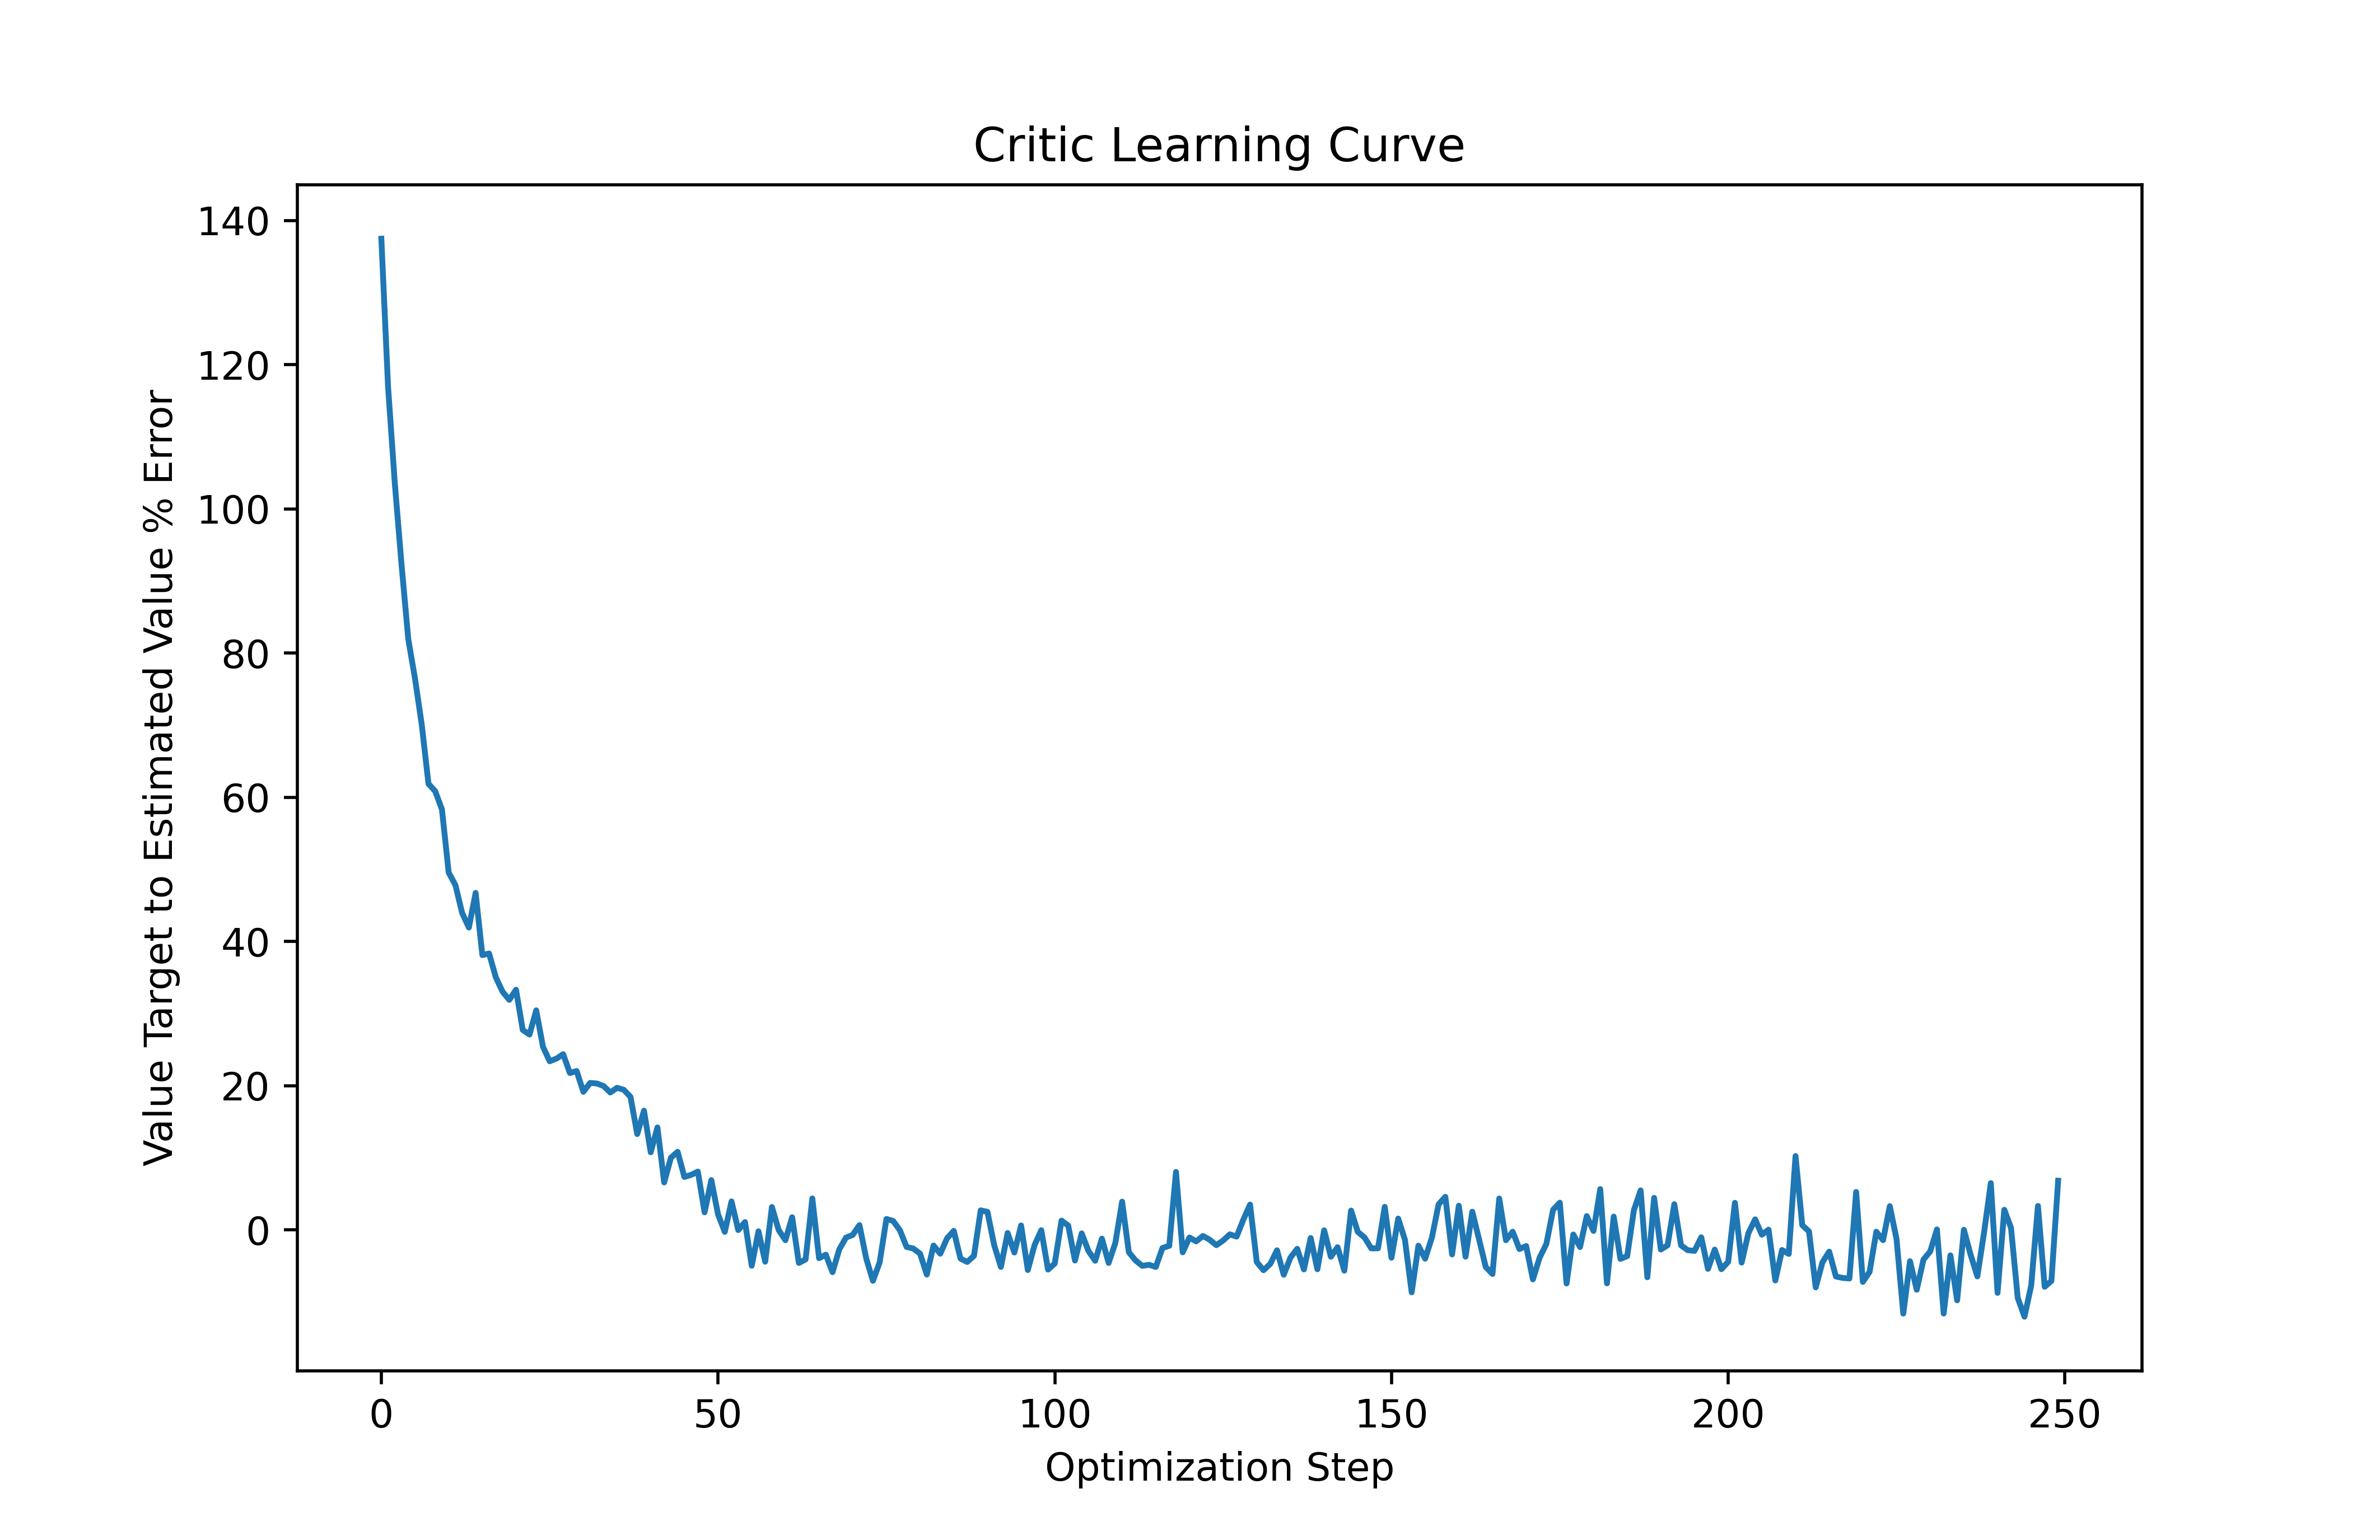 Critic Learning Curve
Value Target to Estimated Value % Error
140
120
100
80
60
40
20
0
0 50 100 150 200 250
Optimization Step